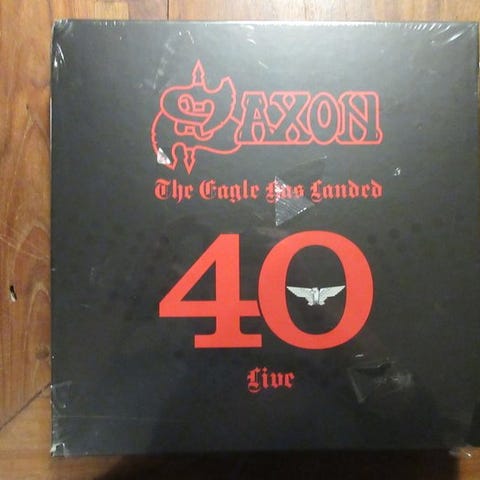 SAXON
The Eagle Has Landed
40
Live